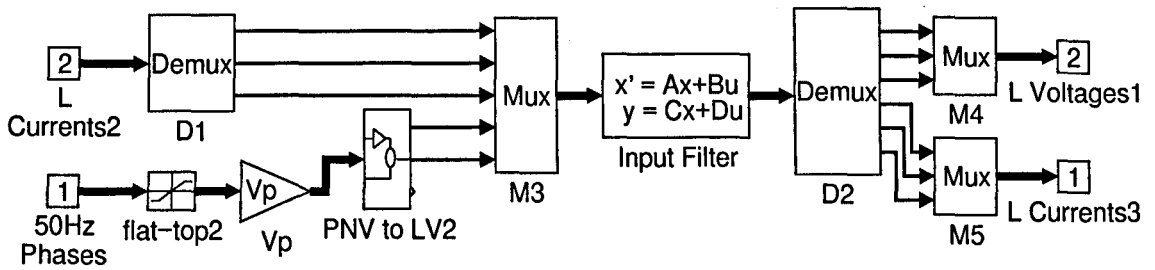 2
L
Currents2
Demux
D1
1
50Hz
Phases
flat-top2
Vp
Vp
PNV to LV2
Mux
M3
x' = Ax+Bu
y = Cx+Du
Input Filter
Demux
D2
Mux
M4
2
L Voltages1
Mux
M5
1
L Currents3